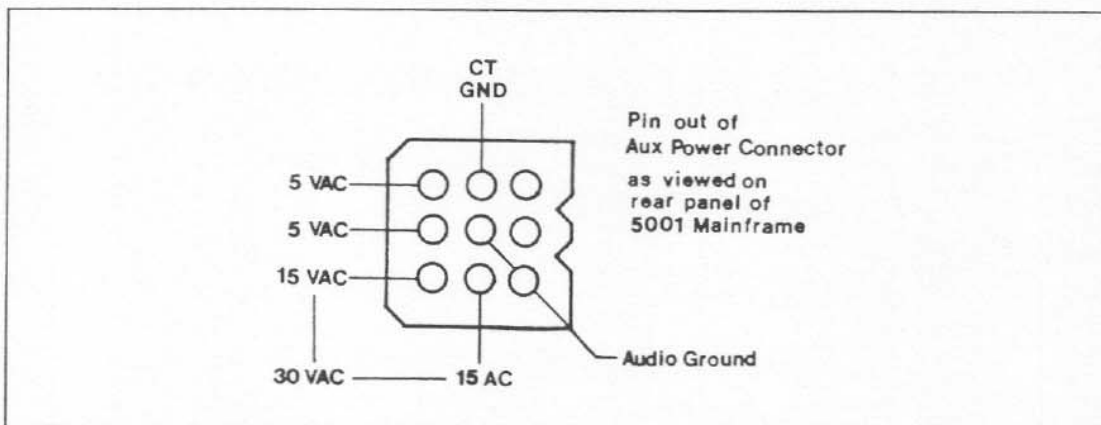 CT
GND
Pin out of
Aux Power Connector
as viewed on
rear panel of
5001 Mainframe
5 VAC
5 VAC
15 VAC
30 VAC
15 AC
Audio Ground